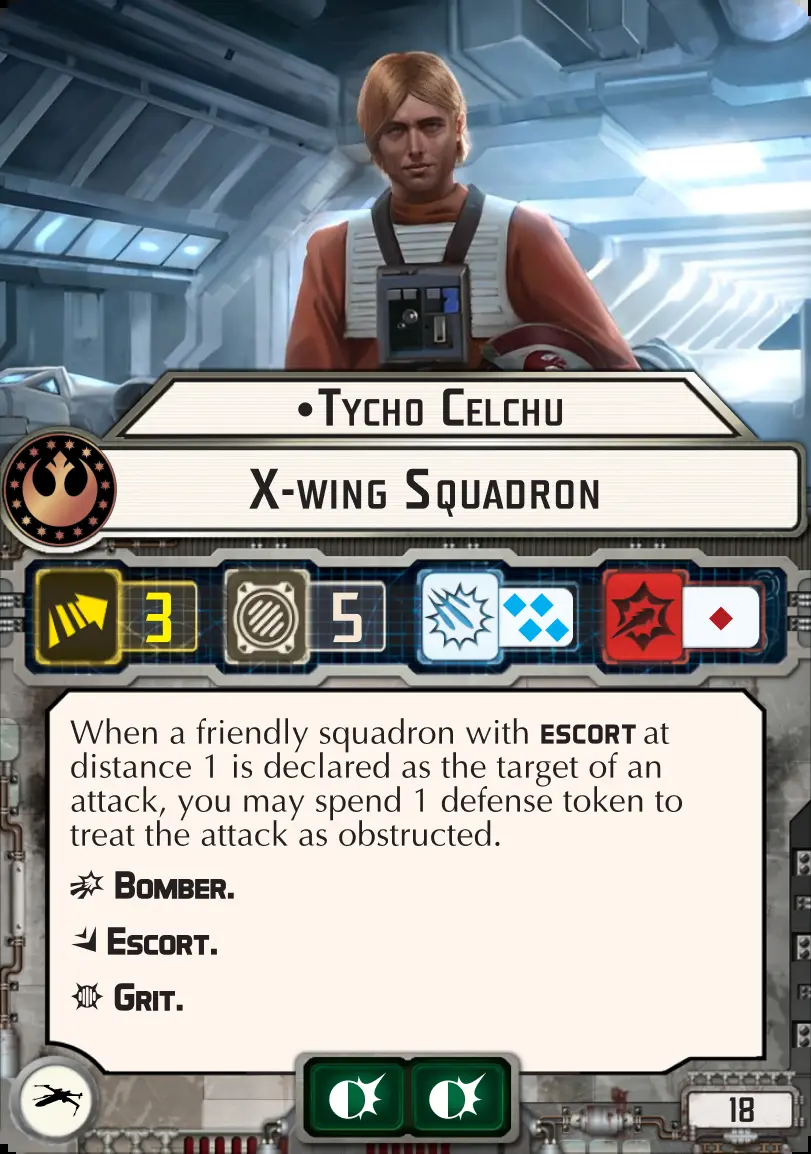 •Tycho Celchu
X-wing Squadron
3
5
When a friendly squadron with ESCORT at
distance 1 is declared as the target of an
attack, you may spend 1 defense token to
treat the attack as obstructed.
Bomber.
Escort.
Grit.
18